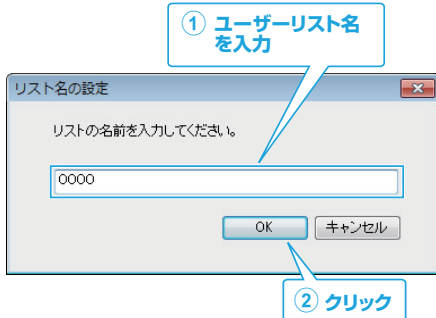 ① ユーザーリスト名
を入力
リスト名の設定
リストの名前を入力してください。
0000
OK
キャンセル
② クリック